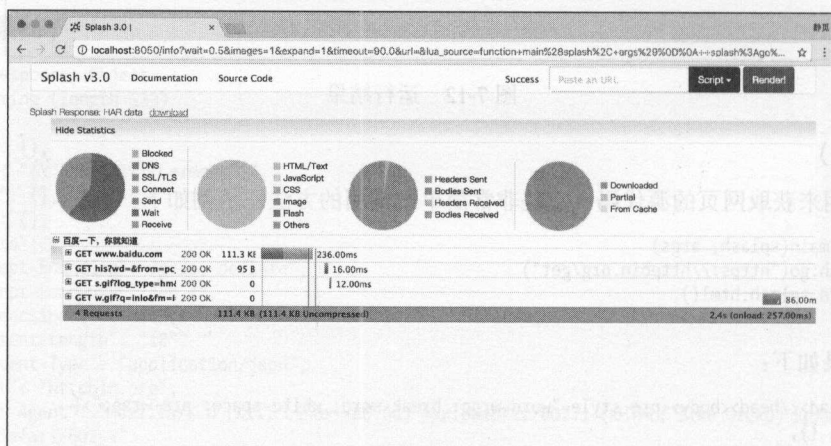 Splash 3.0 |
localhost:8050/info?wait=0.5&images=1&expand=1&timeout=90.0&url=&lua_source=function+main%28splash%2C+args%29%0D%0A++splash%3Ago%...
Splash v3.0 Documentation Source Code Success Paste an URL Script Render!
Splash Response: HAR data download
Hide Statistics
Blocked
DNS
SSL/TLS
Connect
Send
Wait
Receive
HTML/Text
JavaScript
CSS
Image
Flash
Others
Headers Sent
Bodies Sent
Headers Received
Bodies Received
Downloaded
Partial
From Cache
百度一下，你就知道
GET www.baidu.com 200 OK 111.3 KB 236.00ms
GET his?wd=&from=pc_ 200 OK 95 B 16.00ms
GET s.gif?log_type=hm& 200 OK 0 12.00ms
GET w.gif?q=inlo&fm=l 200 OK 0 86.00m
4 Requests 111.4 KB (111.4 KB Uncompressed) 2.4s (onload: 257.00ms)